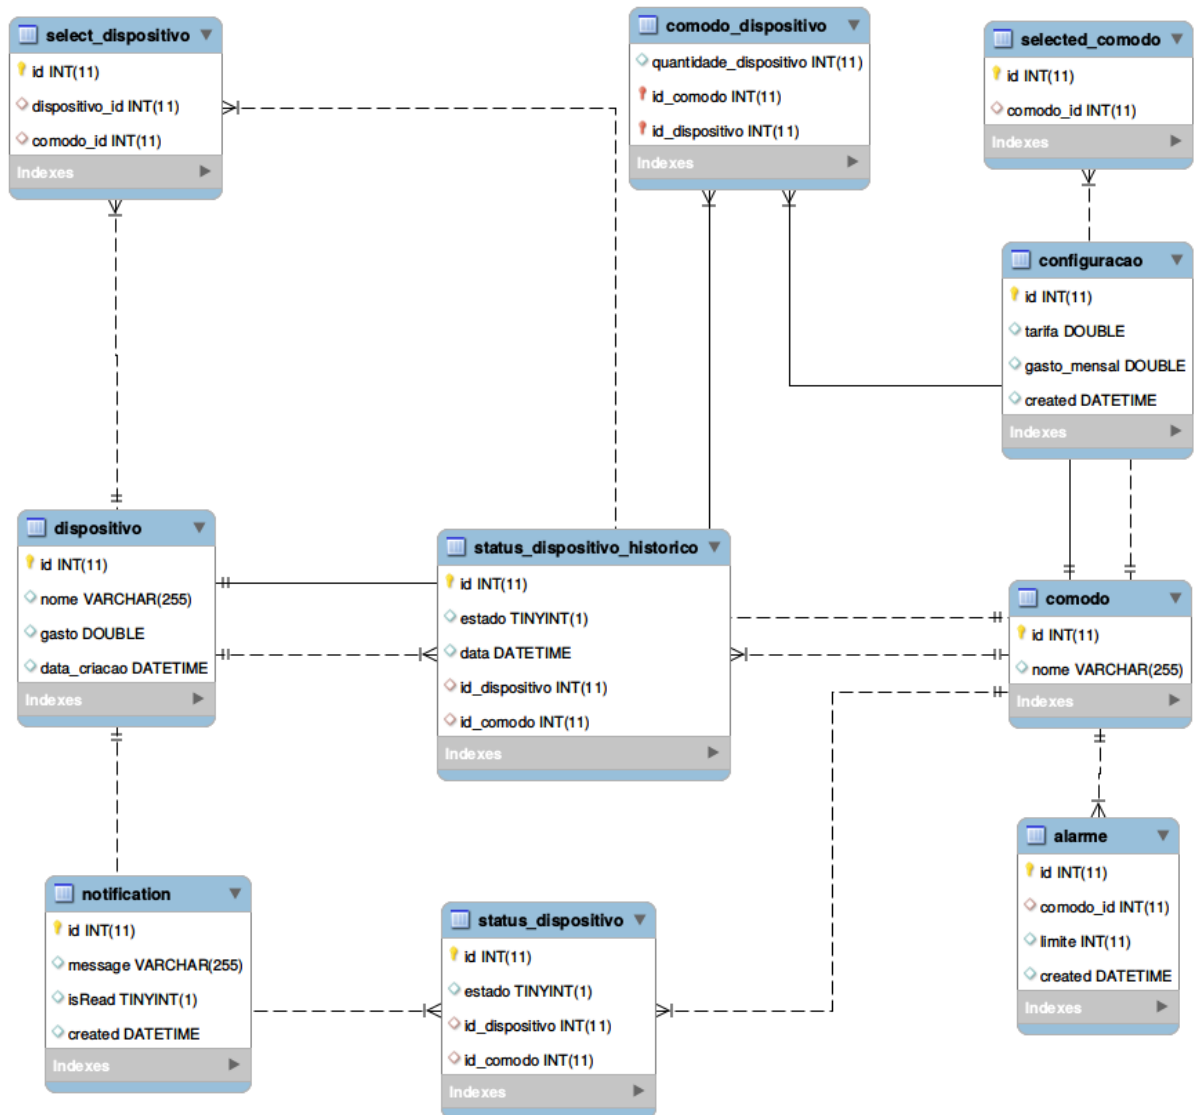 select_dispositivo
id INT(11)
dispositivo_id INT(11)
comodo_id INT(11)
Indexes
comodo_dispositivo
quantidade_dispositivo INT(11)
id_comodo INT(11)
id_dispositivo INT(11)
Indexes
selected_comodo
id INT(11)
comodo_id INT(11)
Indexes
configuracao
id INT(11)
tarifa DOUBLE
gasto_mensal DOUBLE
created DATETIME
Indexes
dispositivo
id INT(11)
nome VARCHAR(255)
gasto DOUBLE
data_criacao DATETIME
Indexes
status_dispositivo_historico
id INT(11)
estado TINYINT(1)
data DATETIME
id_dispositivo INT(11)
id_comodo INT(11)
Indexes
comodo
id INT(11)
nome VARCHAR(255)
Indexes
alarme
id INT(11)
comodo_id INT(11)
limite INT(11)
created DATETIME
Indexes
notification
id INT(11)
message VARCHAR(255)
isRead TINYINT(1)
created DATETIME
Indexes
status_dispositivo
id INT(11)
estado TINYINT(1)
id_dispositivo INT(11)
id_comodo INT(11)
Indexes